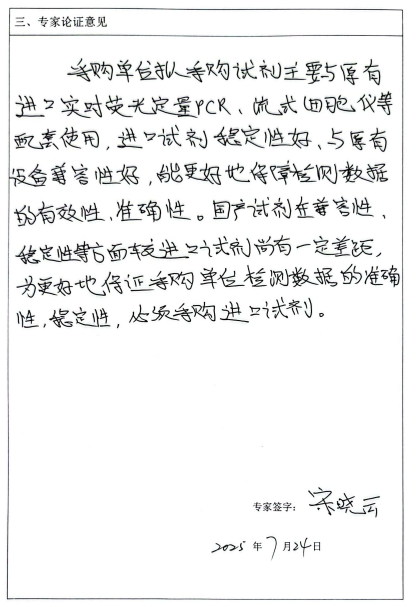 三、专家论证意见
采购单位拟采购试剂主要与原有
进口实时荧光定量PCR、流式细胞仪等
配套使用,进口试剂稳定性好、与原有
设备兼容性好,能更好地保障检测数据
的有效性、准确性。国产试剂在兼容性、
稳定性等方面较进口试剂尚有一定差距,
为更好地保证采购单位检测数据的准确
性,稳定性,必须采购进口试剂。
专家签字: 宋晓云
2025 年 7 月 24 日